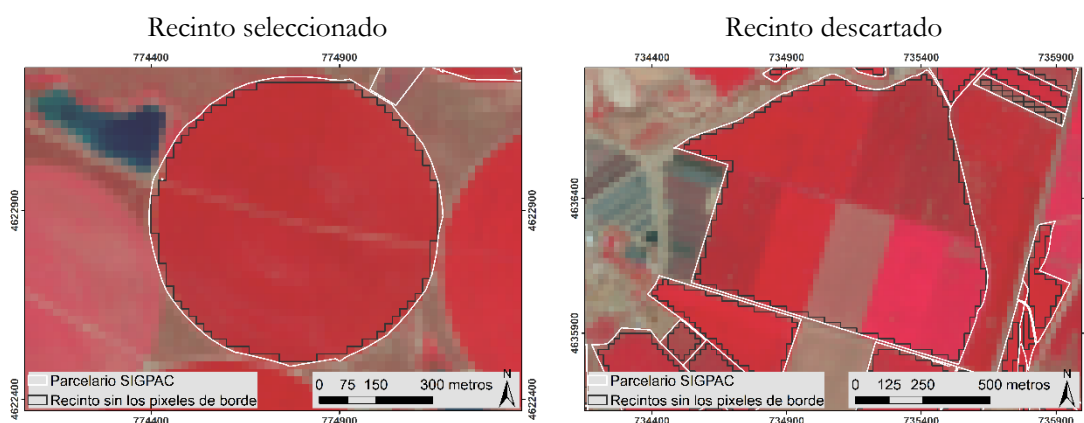 Recinto seleccionado
774400 774900
4622900
4622400
Parcelario SIGPAC
Recinto sin los pixeles de borde
0 75 150 300 metros
N
774400 774900
Recinto descartado
734400 734900 735400 735900
4636400
4635900
Parcelario SIGPAC
Recintos sin los pixeles de borde
0 125 250 500 metros
N
734400 734900 735400 735900